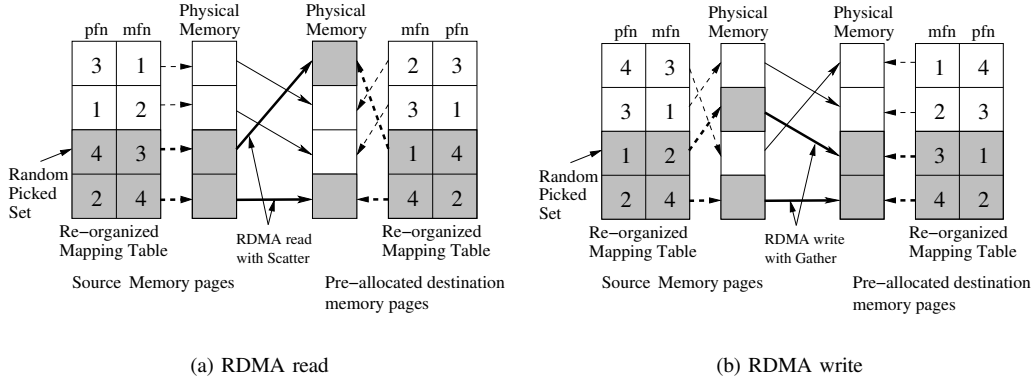 Physical Memory
Physical Memory
pfn mfn
mfn pfn
3 1
2 3
1 2
3 1
4 3
1 4
2 4
4 2
Random
Picked
Set
Re-organized
Mapping Table
RDMA read
with Scatter
Re-organized
Mapping Table
Source Memory pages
Pre-allocated destination
memory pages
(a) RDMA read
Physical Memory
Physical Memory
pfn mfn
mfn pfn
4 3
1 4
3 1
2 3
1 2
3 1
2 4
4 2
Random
Picked
Set
Re-organized
Mapping Table
RDMA write
with Gather
Re-organized
Mapping Table
Source Memory pages
Pre-allocated destination
memory pages
(b) RDMA write